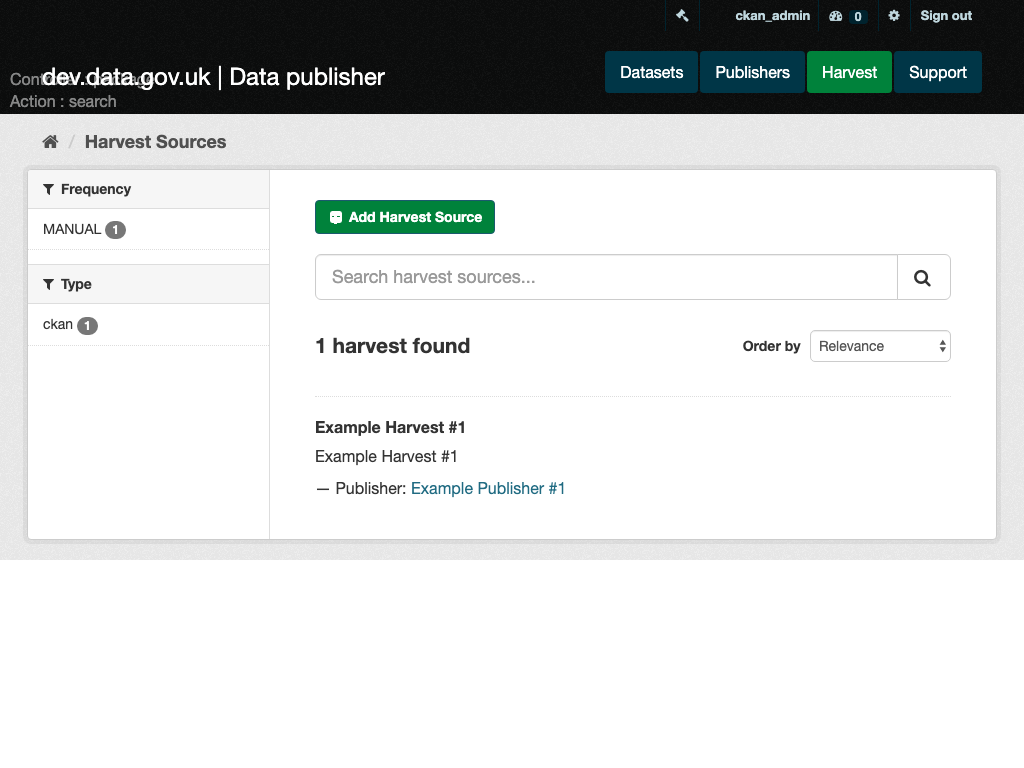 ckan_admin 0 Sign out
dev.data.gov.uk | Data publisher
Action : search
Datasets Publishers Harvest Support
/ Harvest Sources
Frequency
MANUAL 1
Type
ckan 1
Add Harvest Source
Search harvest sources...
1 harvest found
Order by Relevance
Example Harvest #1
Example Harvest #1
— Publisher: Example Publisher #1